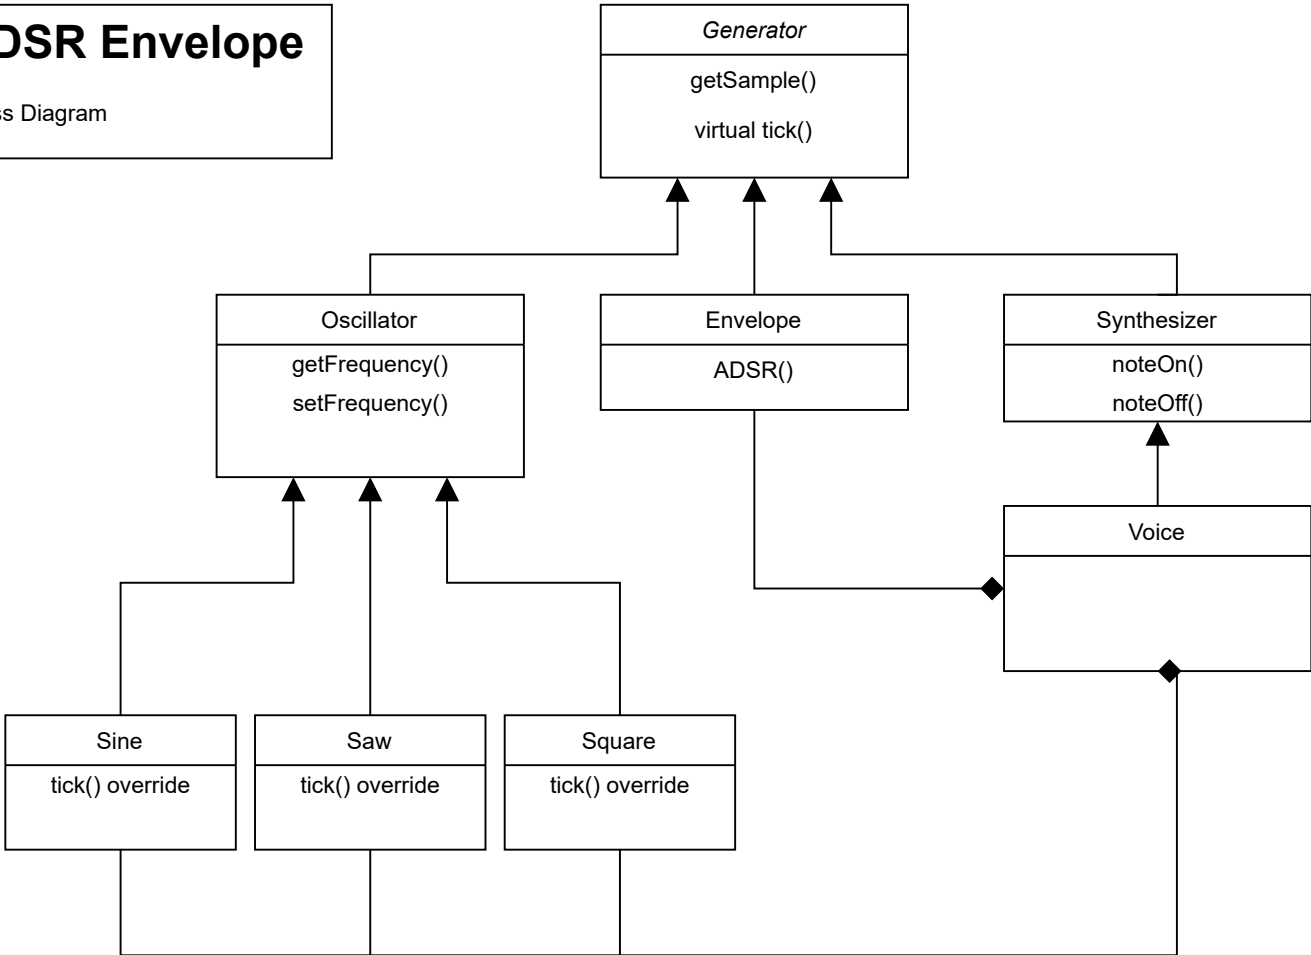 DSR Envelope
ss Diagram
Generator
getSample()
virtual tick()
Oscillator
getFrequency()
setFrequency()
Envelope
ADSR()
Synthesizer
noteOn()
noteOff()
Voice
Sine
tick() override
Saw
tick() override
Square
tick() override